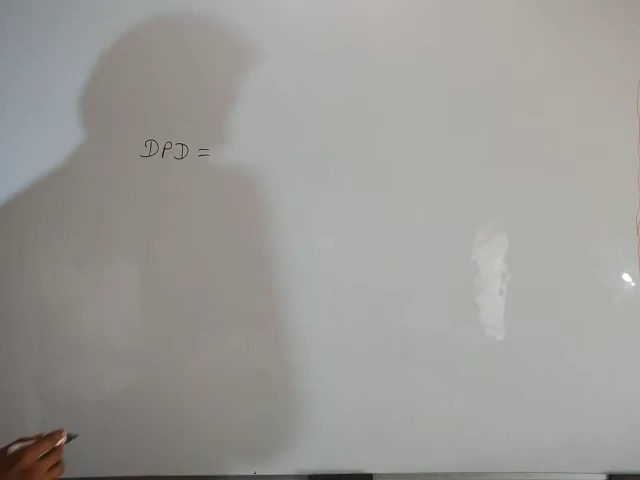 DPD =